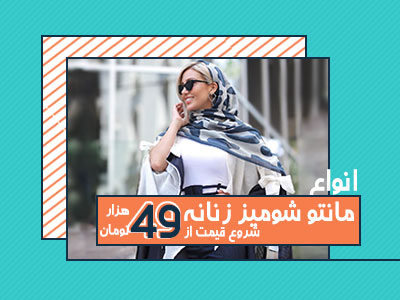 انواع
مانتو شومیز زنانه
شروع قیمت از 49 هزار تومان